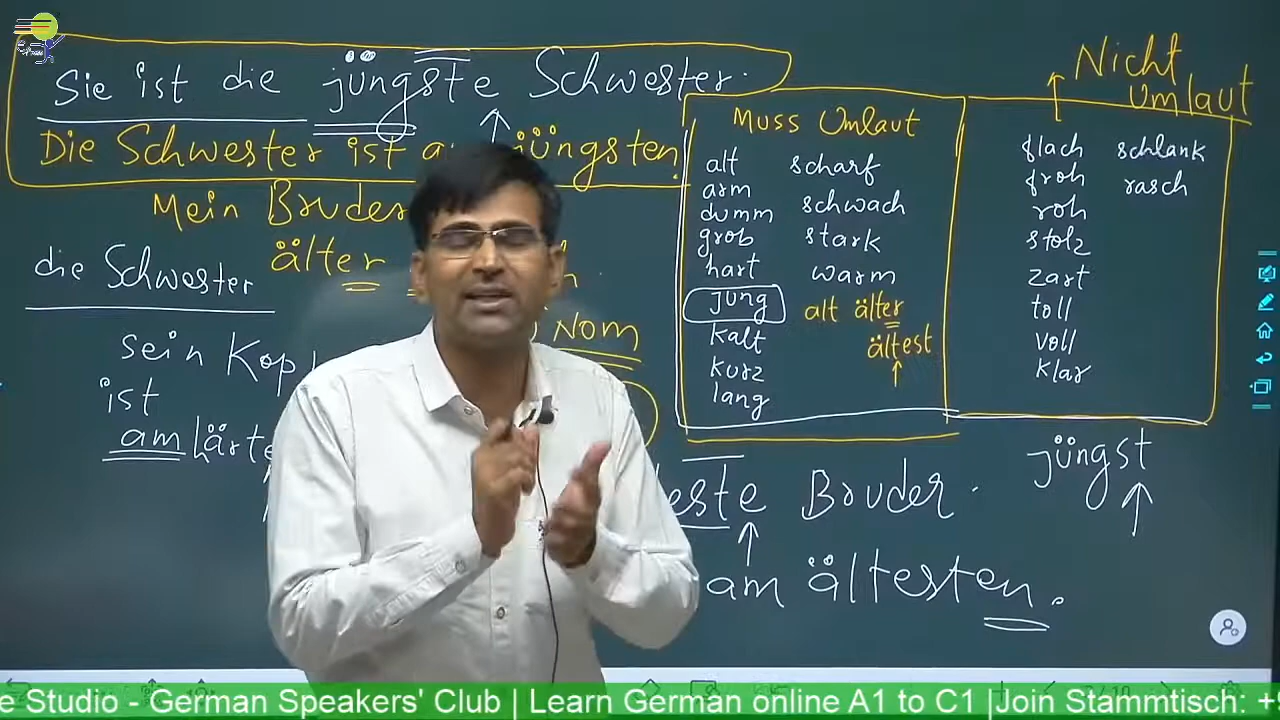 Sie ist die jüngste Schwester.
Die Schwester ist am jüngsten.
Mein Bruder
älter
die Schwester
sein Kop
ist
am härte
Nom
Nicht
Umlaut
Muss Umlaut
alt scharf
arm
dumm schwach
grob stark
hart warm
jung alt älter
kalt ältest
kurz
lang
flach schlank
froh rasch
roh
stolz
zart
toll
voll
klar
jüngst
este Bruder.
am ältesten.
e Studio - German Speakers' Club | Learn German online A1 to C1 |Join Stammtisch: +